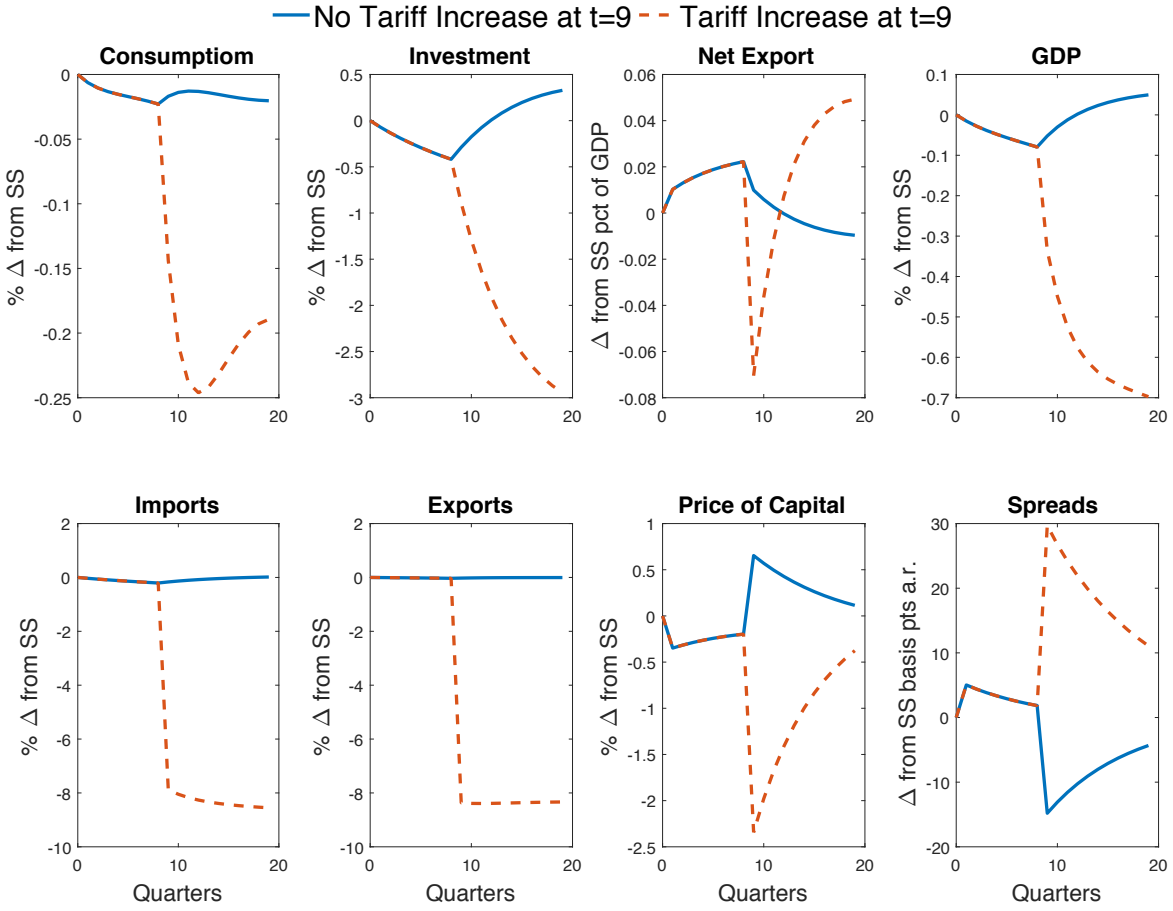 No Tariff Increase at t=9 Tariff Increase at t=9
Consumptiom
% Δ from SS
0
-0.05
-0.1
-0.15
-0.2
-0.25
0 10 20
Investment
% Δ from SS
0.5
0
-0.5
-1
-1.5
-2
-2.5
-3
0 10 20
Net Export
Δ from SS pct of GDP
0.06
0.04
0.02
0
-0.02
-0.04
-0.06
-0.08
0 10 20
GDP
% Δ from SS
0.1
0
-0.1
-0.2
-0.3
-0.4
-0.5
-0.6
-0.7
0 10 20
Imports
% Δ from SS
2
0
-2
-4
-6
-8
-10
0 10 20
Quarters
Exports
% Δ from SS
2
0
-2
-4
-6
-8
-10
0 10 20
Quarters
Price of Capital
% Δ from SS
1
0.5
0
-0.5
-1
-1.5
-2
-2.5
0 10 20
Quarters
Spreads
Δ from SS basis pts a.r.
30
20
10
0
-10
-20
0 10 20
Quarters